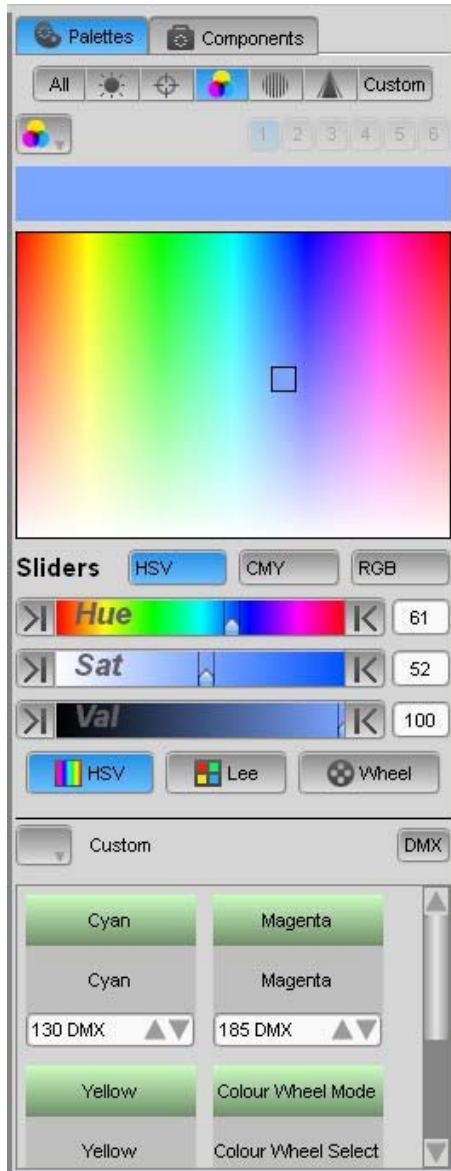 Palettes Components
All Custom
1 2 3 4 5 6
Sliders HSV CMY RGB
Hue 61
Sat 52
Val 100
HSV Lee Wheel
Custom DMX
Cyan Magenta
Cyan Magenta
130 DMX 185 DMX
Yellow Colour Wheel Mode
Yellow Colour Wheel Select